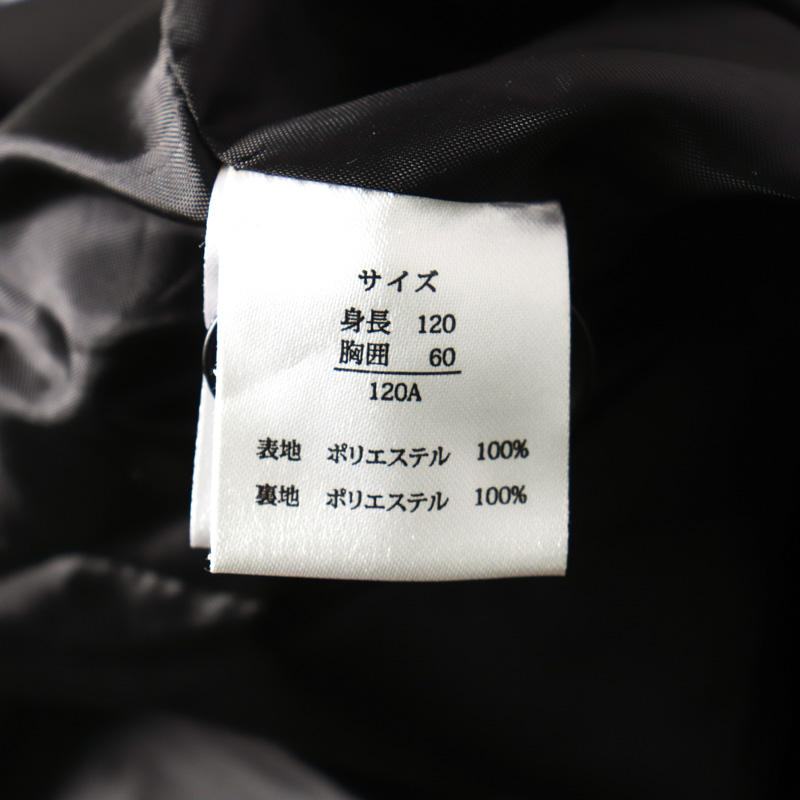 サイズ
身長 120
胸囲 60
120A
表地 ポリエステル 100%
裏地 ポリエステル 100%